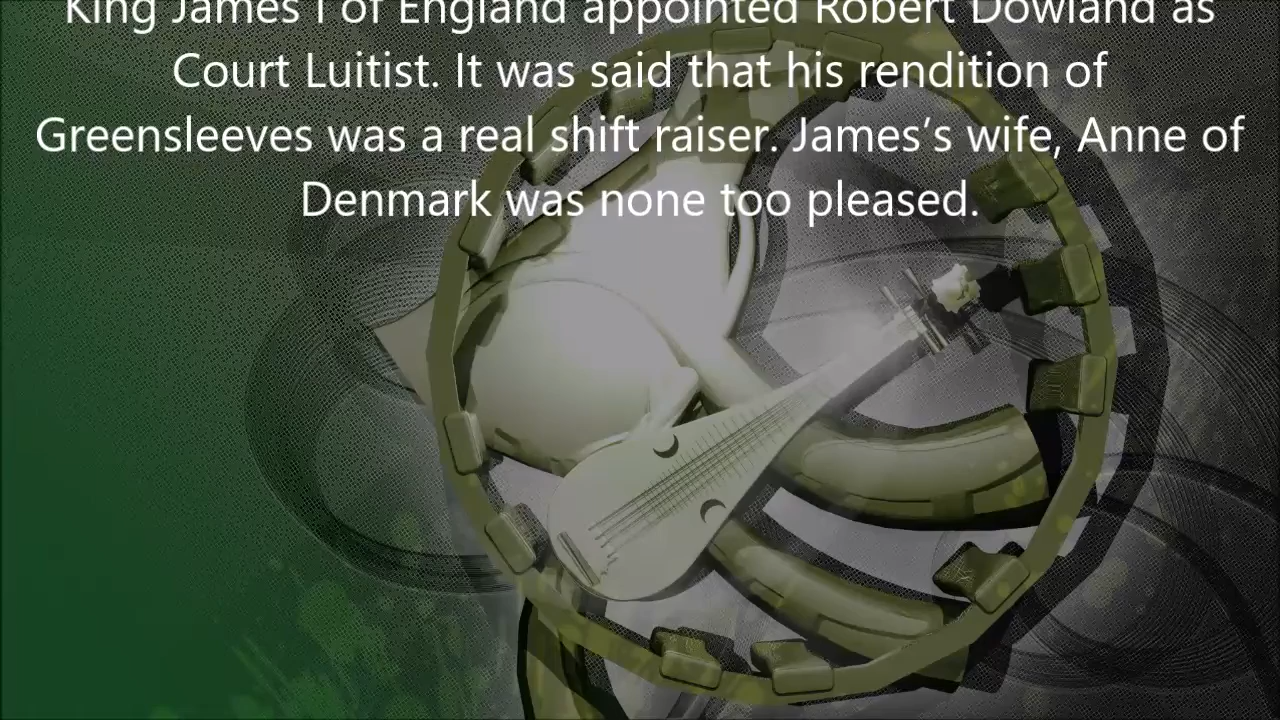 King James I of England appointed Robert Dowland as
Court Luitist. It was said that his rendition of
Greensleeves was a real shift raiser. James’s wife, Anne of
Denmark was none too pleased.